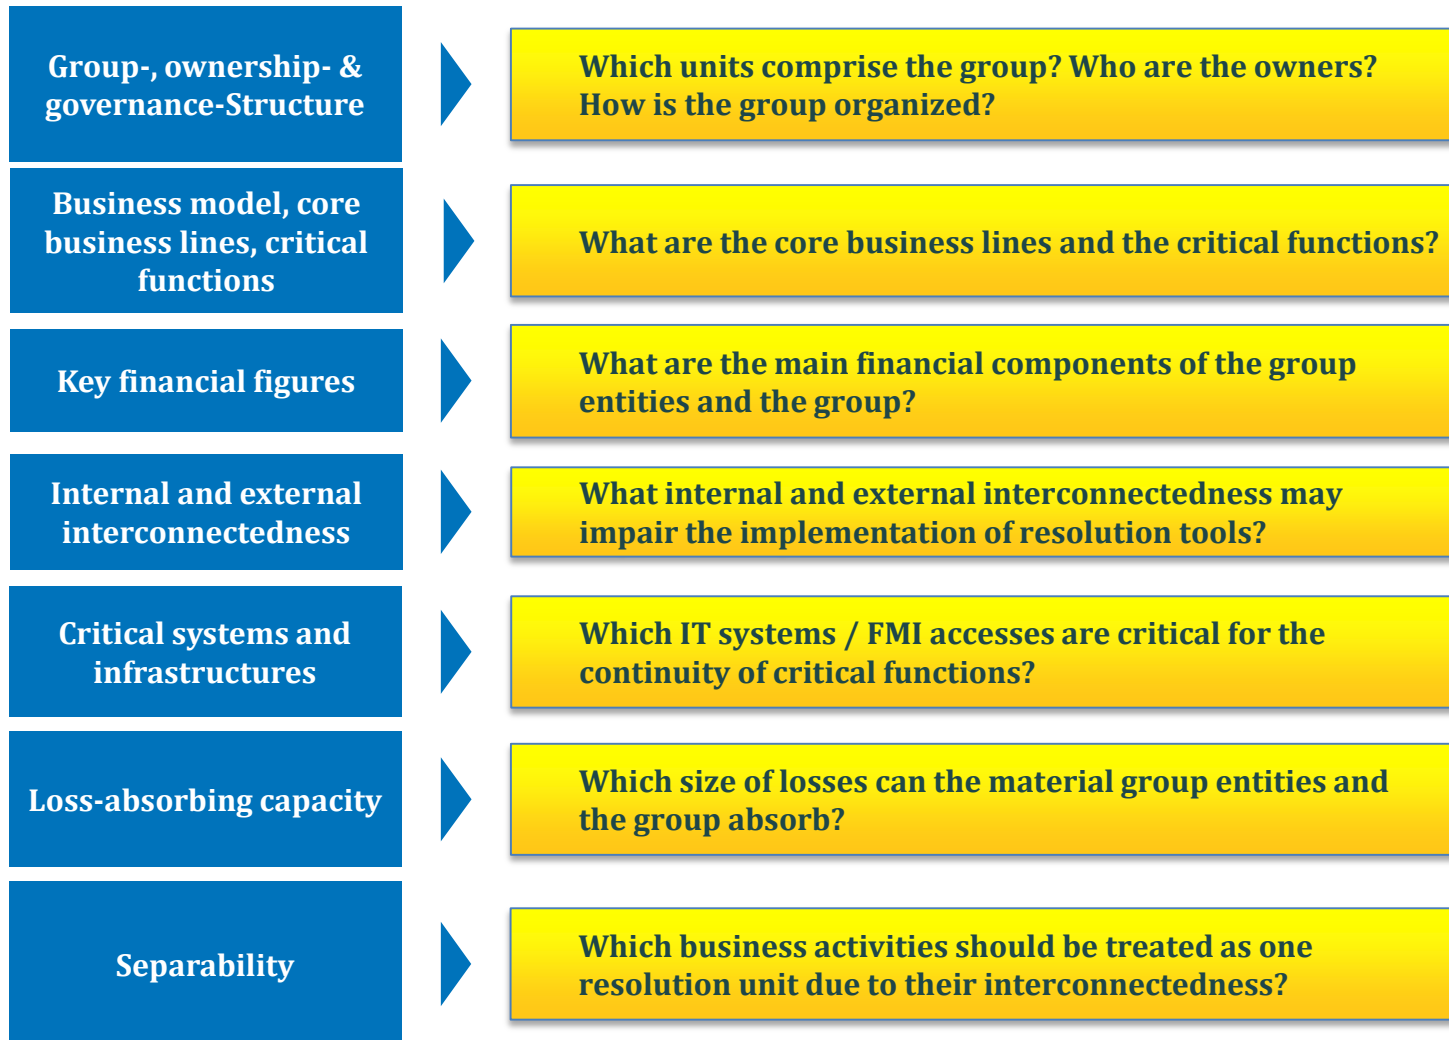 Group-, ownership- &
governance-Structure
Which units comprise the group? Who are the owners?
How is the group organized?
Business model, core
business lines, critical
functions
What are the core business lines and the critical functions?
Key financial figures
What are the main financial components of the group
entities and the group?
Internal and external
interconnectedness
What internal and external interconnectedness may
impair the implementation of resolution tools?
Critical systems and
infrastructures
Which IT systems / FMI accesses are critical for the
continuity of critical functions?
Loss-absorbing capacity
Which size of losses can the material group entities and
the group absorb?
Separability
Which business activities should be treated as one
resolution unit due to their interconnectedness?